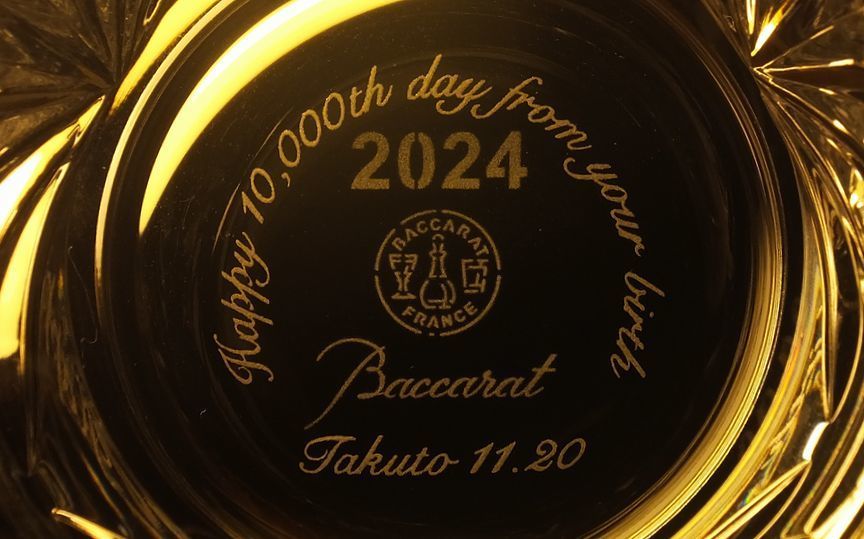 Happy 10,000th day from your birth
2024
BACCARAT
FRANCE
Baccarat
Takuto 11.20